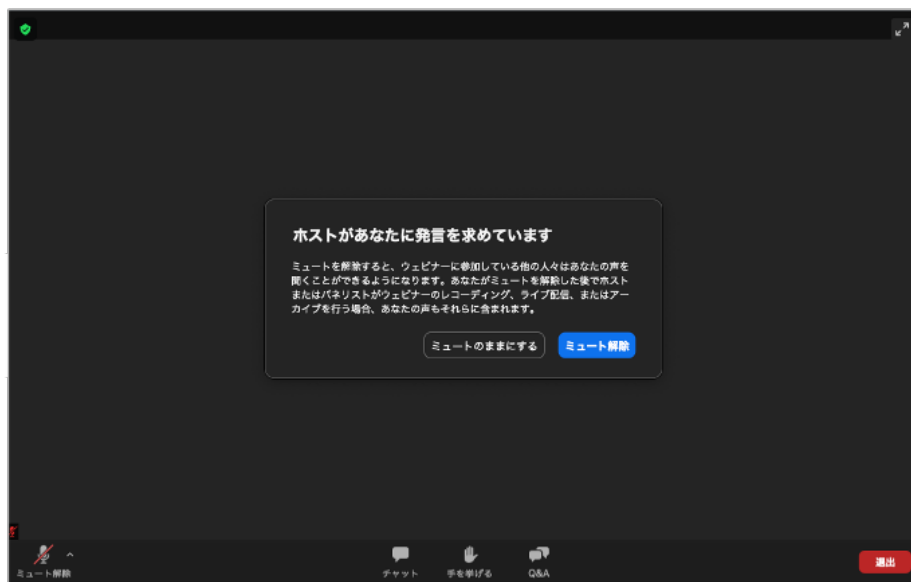 ホストがあなたに発言を求めています
ミュートを解除すると、ウェビナーに参加している他の人々はあなたの声を
聞くことができるようになります。あなたがミュートを解除した後でホスト
またはパネリストがウェビナーのレコーディング、ライブ配信、またはアー
カイブを行う場合、あなたの声もそれらに含まれます。
ミュートのままにする ミュート解除
ミュート解除 チャット 手を挙げる Q&A 退出